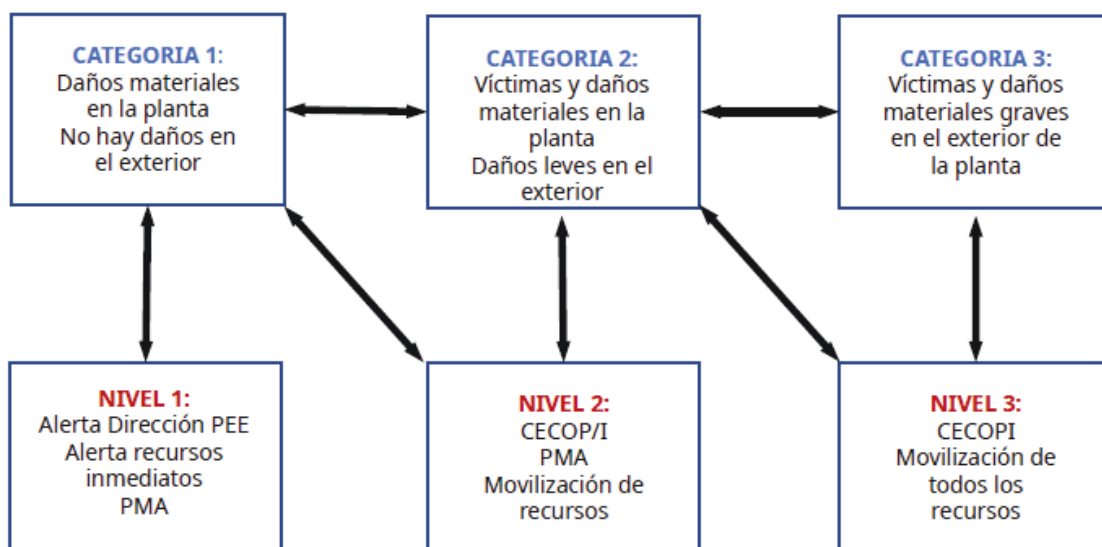 CATEGORIA 1:
Daños materiales
en la planta
No hay daños en
el exterior
CATEGORIA 2:
Víctimas y daños
materiales en la
planta
Daños leves en el
exterior
CATEGORIA 3:
Víctimas y daños
materiales graves
en el exterior de
la planta
NIVEL 1:
Alerta Dirección PEE
Alerta recursos
inmediatos
PMA
NIVEL 2:
CECOP/I
PMA
Movilización de
recursos
NIVEL 3:
CECOPI
Movilización de
todos los
recursos